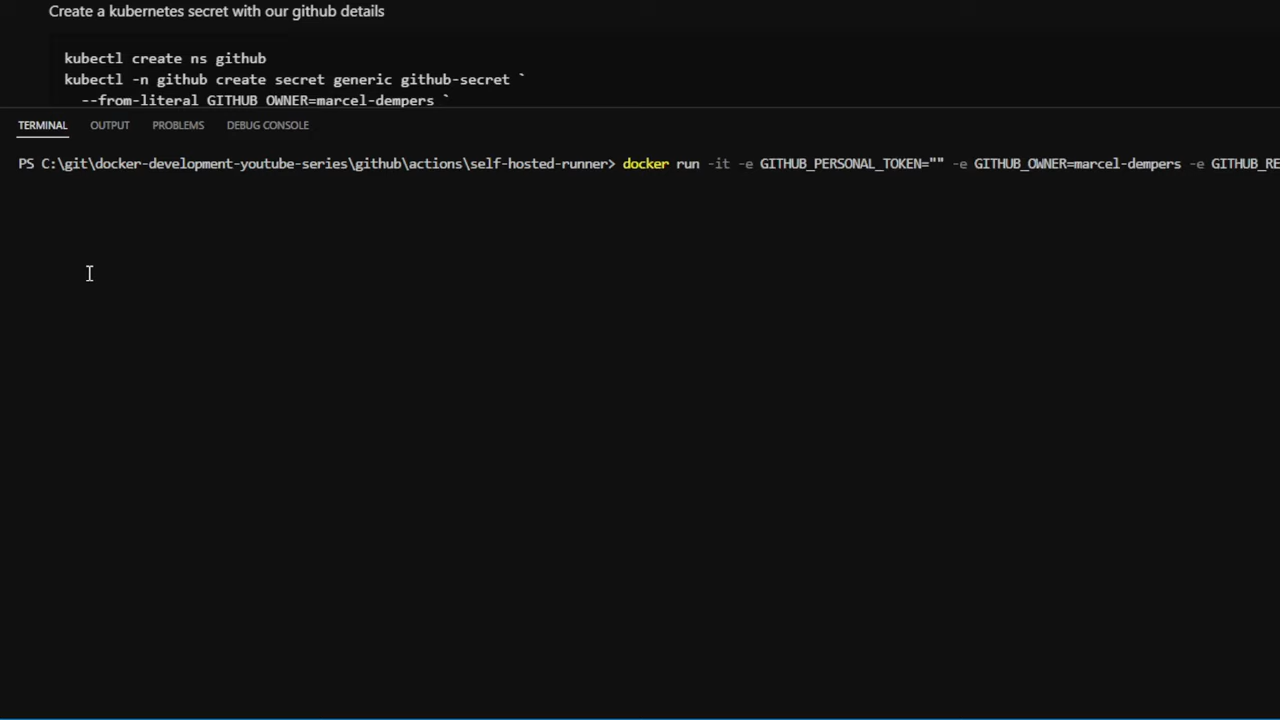 Create a kubernetes secret with our github details
kubectl create ns github
kubectl -n github create secret generic github-secret `
--from-literal GITHUB_OWNER=marcel-dempers `
TERMINAL OUTPUT PROBLEMS DEBUG CONSOLE
PS C:\git\docker-development-youtube-series\github\actions\self-hosted-runner> docker run -it -e GITHUB_PERSONAL_TOKEN="" -e GITHUB_OWNER=marcel-dempers -e GITHUB_RE